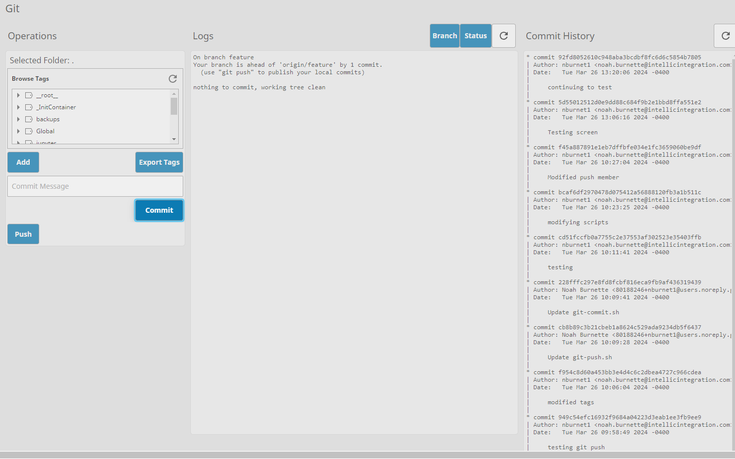 Git
Operations
Selected Folder: .
Browse Tags
__root__
_InitContainer
backups
Global
Add
Export Tags
Commit Message
Commit
Push
Logs
Branch
Status
On branch feature
Your branch is ahead of 'origin/feature' by 1 commit.
(use "git push" to publish your local commits)
nothing to commit, working tree clean
Commit History
* commit 92fd8052610c948aba3bcdbf8fc6d6c5854b7805
| Author: nburnet1 <noah.burnette@intellicintegration.com
| Date: Tue Mar 26 13:20:06 2024 -0400
continuing to test
* commit 5d55012512d0e9dd88c684f9b2e1bbd8ffa551e2
| Author: nburnet1 <noah.burnette@intellicintegration.com
| Date: Tue Mar 26 13:06:16 2024 -0400
Testing screen
* commit f45a887891e1eb7dffbfe034e1fc3659060be9df
| Author: nburnet1 <noah.burnette@intellicintegration.com
| Date: Tue Mar 26 10:27:04 2024 -0400
Modified push member
* commit bcaf6df2970478d075412a56888120fb3a1b511c
| Author: nburnet1 <noah.burnette@intellicintegration.com
| Date: Tue Mar 26 10:23:25 2024 -0400
modifying scripts
* commit cd51fccfb0a7755c2e37553af302523e35403ffb
| Author: nburnet1 <noah.burnette@intellicintegration.com
| Date: Tue Mar 26 10:11:41 2024 -0400
testing
* commit 228fffc297e8fd8fcbf816eca9fb9af436319439
| Author: Noah Burnette <80188246+nburnet1@users.noreply.g
| Date: Tue Mar 26 10:09:41 2024 -0400
Update git-commit.sh
* commit cb8b89c3b21cbeb1a8624c529ada9234db5f6437
| Author: Noah Burnette <80188246+nburnet1@users.noreply.g
| Date: Tue Mar 26 10:09:28 2024 -0400
Update git-push.sh
* commit f954c8d60a453bb3e4d4c6c2dbea4727c966cdea
| Author: nburnet1 <noah.burnette@intellicintegration.com
| Date: Tue Mar 26 10:06:04 2024 -0400
modified tags
* commit 949c54efc16932f9684a04223d3eab1ee3fb9ee9
| Author: nburnet1 <noah.burnette@intellicintegration.com
| Date: Tue Mar 26 09:58:49 2024 -0400
testing git push